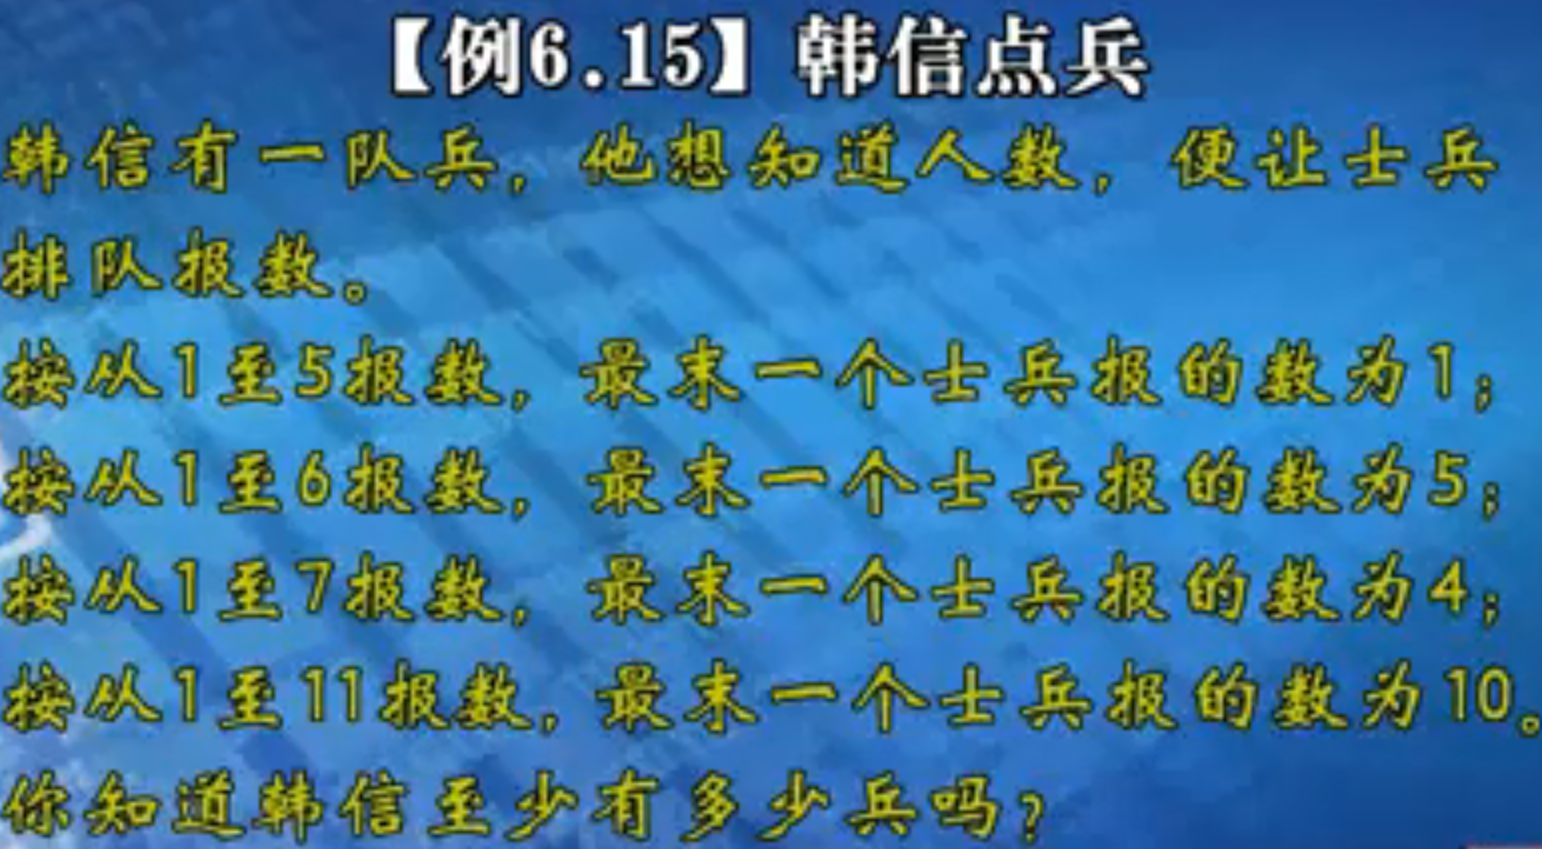 【例6.15】韩信点兵
韩信有一队兵，他想知道人数，便让士兵
排队报数。
按从1至5报数，最末一个士兵报的数为1；
按从1至6报数，最末一个士兵报的数为5；
按从1至7报数，最末一个士兵报的数为4；
按从1至11报数，最末一个士兵报的数为10。
你知道韩信至少有多少兵吗？